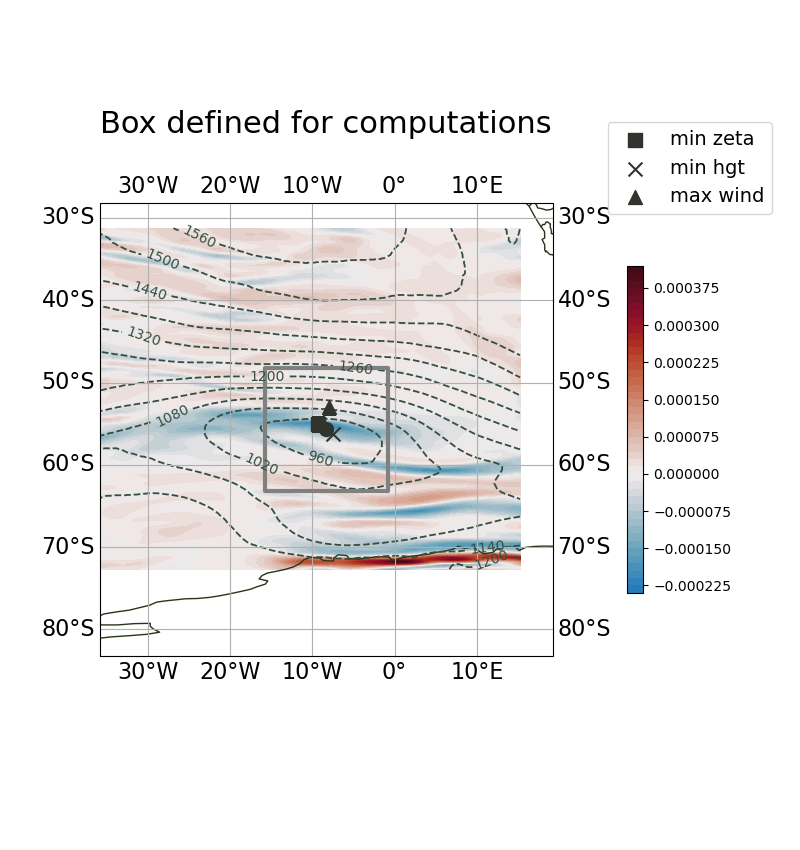 Box defined for computations
min zeta
min hgt
max wind
30°W 20°W 10°W 0° 10°E
30°S 30°S
40°S 40°S
50°S 50°S
60°S 60°S
70°S 70°S
80°S 80°S
30°W 20°W 10°W 0° 10°E
1560
1500
1440
1320
1260
1200
1080
1020
960
1140
1200
0.000375
0.000300
0.000225
0.000150
0.000075
0.000000
−0.000075
−0.000150
−0.000225